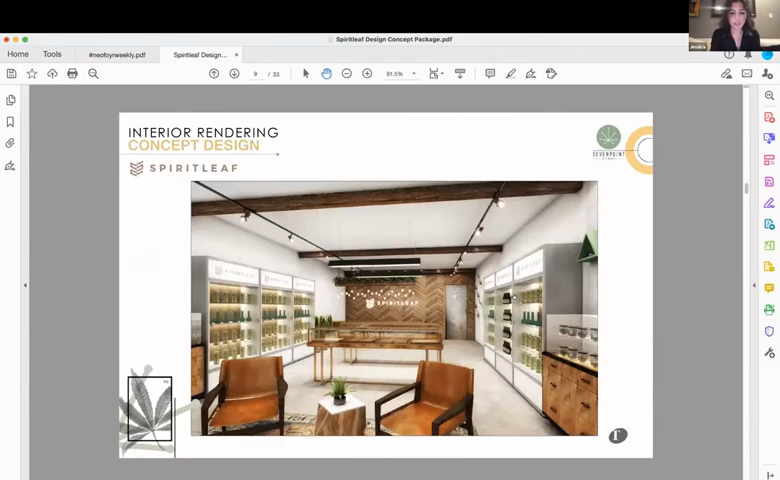 Spiritleaf Design Concept Package.pdf
Jessica
Home
Tools
#neofoyrweekly.pdf
Spiritleaf Design...
×
9 / 33
61.5%
INTERIOR RENDERING
CONCEPT DESIGN
SPIRITLEAF
SEVENPOINT
SPIRITLEAF